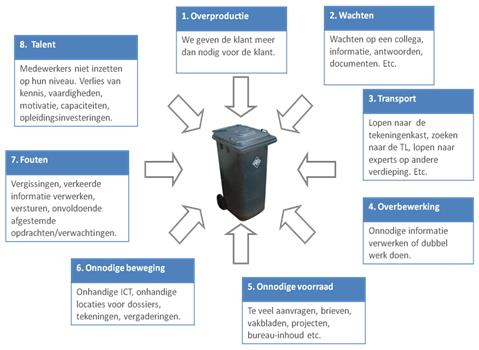 1. Overproductie
We geven de klant meer
dan nodig voor de klant.
2. Wachten
Wachten op een collega,
informatie, antwoorden,
documenten. Etc.
3. Transport
Lopen naar de
tekeningenkast, zoeken
naar de TL, lopen naar
experts op andere
verdieping. Etc.
4. Overbewerking
Onnodige informatie
verwerken of dubbel
werk doen.
5. Onnodige voorraad
Te veel aanvragen, brieven,
vakbladen, projecten,
bureau-inhoud etc.
6. Onnodige beweging
Onhandige ICT, onhandige
locaties voor dossiers,
tekeningen, vergaderingen.
7. Fouten
Vergissingen, verkeerde
informatie verwerken,
versturen, onvoldoende
afgestemde
opdrachten/verwachtingen.
8. Talent
Medewerkers niet inzetten
op hun niveau. Verlies van
kennis, vaardigheden,
motivatie, capaciteiten,
opleidingsinvesteringen.